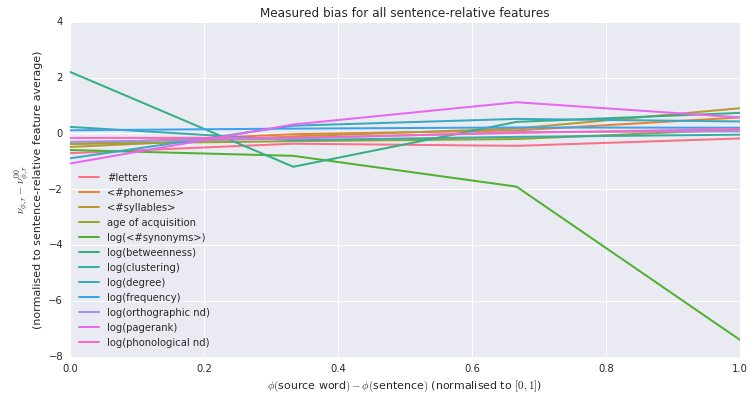 Measured bias for all sentence-relative features
4
2
0
−2
−4
−6
−8
0.0 0.2 0.4 0.6 0.8 1.0
ν_{ϕ,r} − ν^{00}_{ϕ,r}
(normalised to sentence-relative feature average)
#letters
<#phonemes>
<#syllables>
age of acquisition
log(<#synonyms>)
log(betweenness)
log(clustering)
log(degree)
log(frequency)
log(orthographic nd)
log(pagerank)
log(phonological nd)
ϕ(source word) − ϕ(sentence) (normalised to [0, 1])